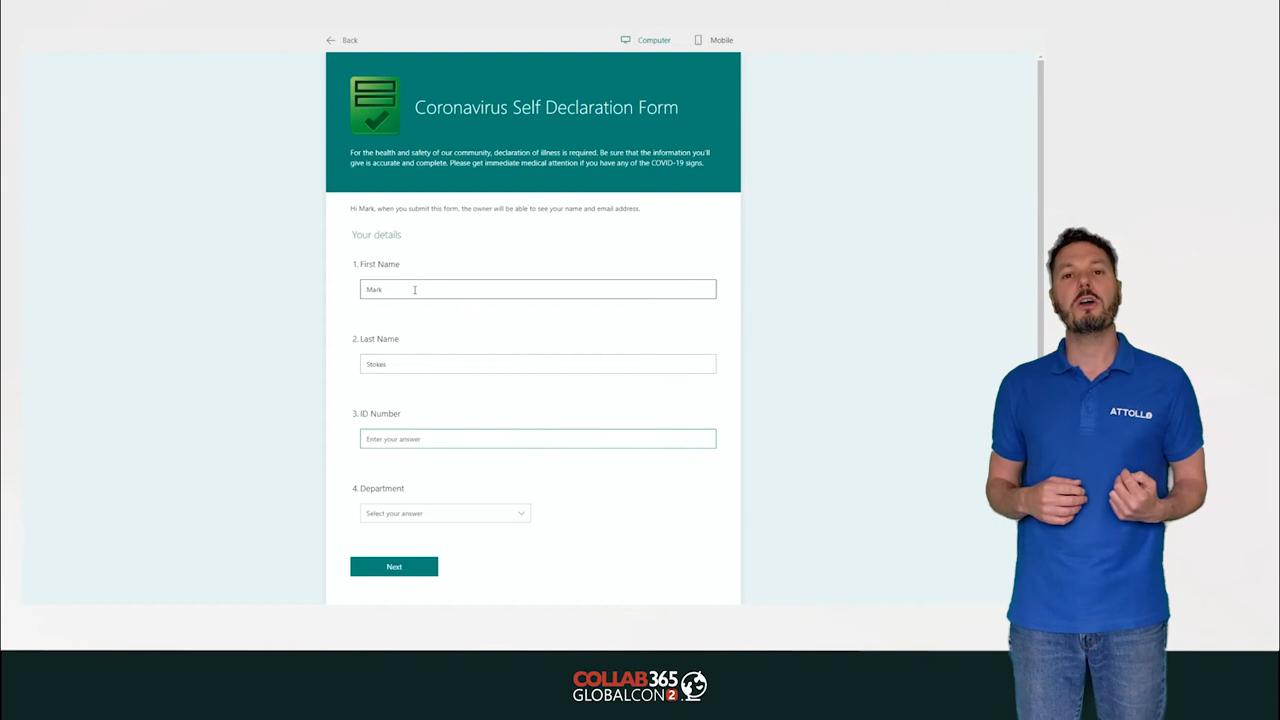 Back
Computer
Mobile
Coronavirus Self Declaration Form
For the health and safety of our community, declaration of illness is required. Be sure that the information you'll
give is accurate and complete. Please get immediate medical attention if you have any of the COVID-19 signs.
Hi Mark, when you submit this form, the owner will be able to see your name and email address.
Your details
1. First Name
Mark
2. Last Name
Stokes
3. ID Number
Enter your answer
4. Department
Select your answer
Next
ATTOLLO
COLLAB365
GLOBALCON2